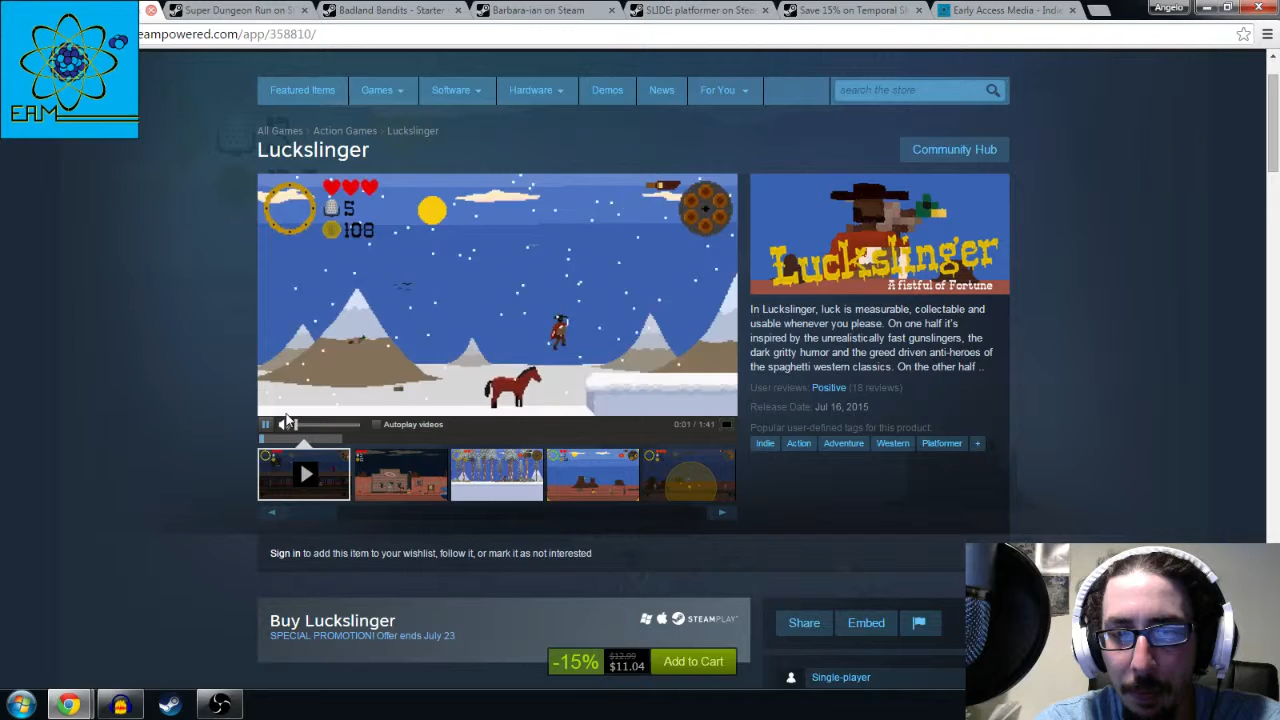 Super Dungeon Run on S
Badland Bandits - Starter
Barbara-ian on Steam
SLIDE: platformer on Stea
Save 15% on Temporal Sh
Early Access Media - Indie
Angelo
eampowered.com/app/358810/
EAM
Featured Items
Games
Software
Hardware
Demos
News
For You
search the store
All Games > Action Games > Luckslinger
Luckslinger
Community Hub
5
108
Luckslinger
A fistful of Fortune
In Luckslinger, luck is measurable, collectable and
usable whenever you please. On one half it's
inspired by the unrealistically fast gunslingers, the
dark gritty humor and the greed driven anti-heroes of
the spaghetti western classics. On the other half ..
User reviews: Positive (18 reviews)
Release Date: Jul 16, 2015
Autoplay videos
0:01 / 1:41
Popular user-defined tags for this product:
Indie
Action
Adventure
Western
Platformer
+
Sign in to add this item to your wishlist, follow it, or mark it as not interested
Buy Luckslinger
SPECIAL PROMOTION! Offer ends July 23
STEAMPLAY
-15%
$12.99
$11.04
Add to Cart
Share
Embed
Single-player